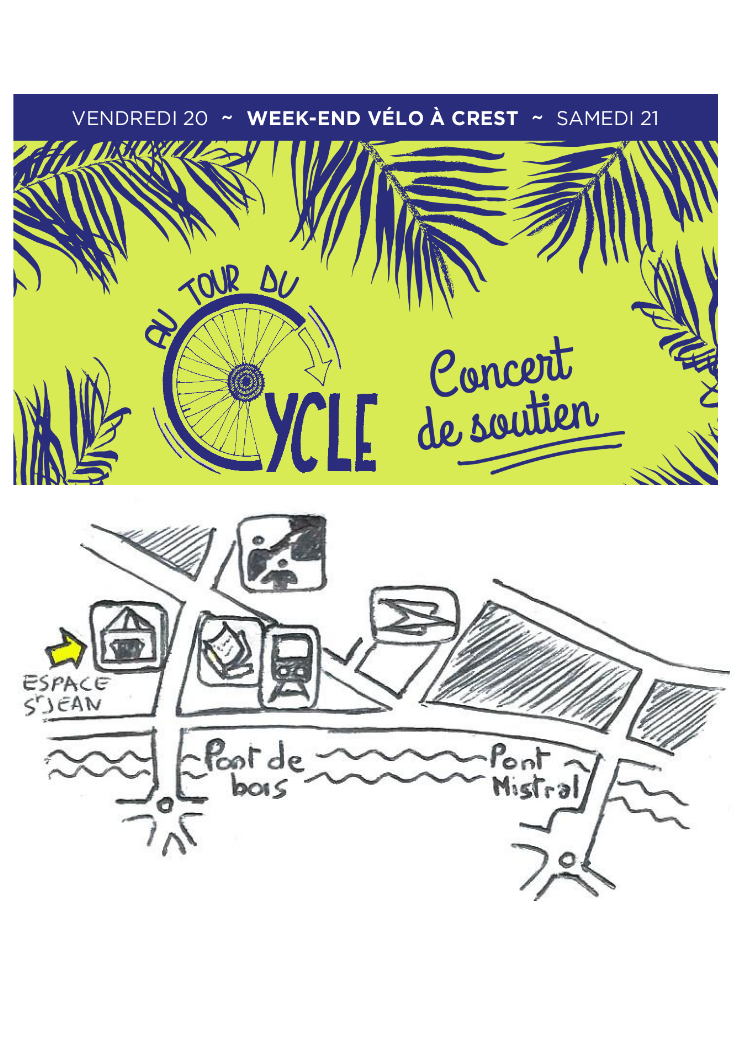 VENDREDI 20 ~ WEEK-END VÉLO À CREST ~ SAMEDI 21
AU TOUR DU
CYCLE
Concert
de soutien
ESPACE
ST JEAN
Pont de
bois
Pont
Mistral